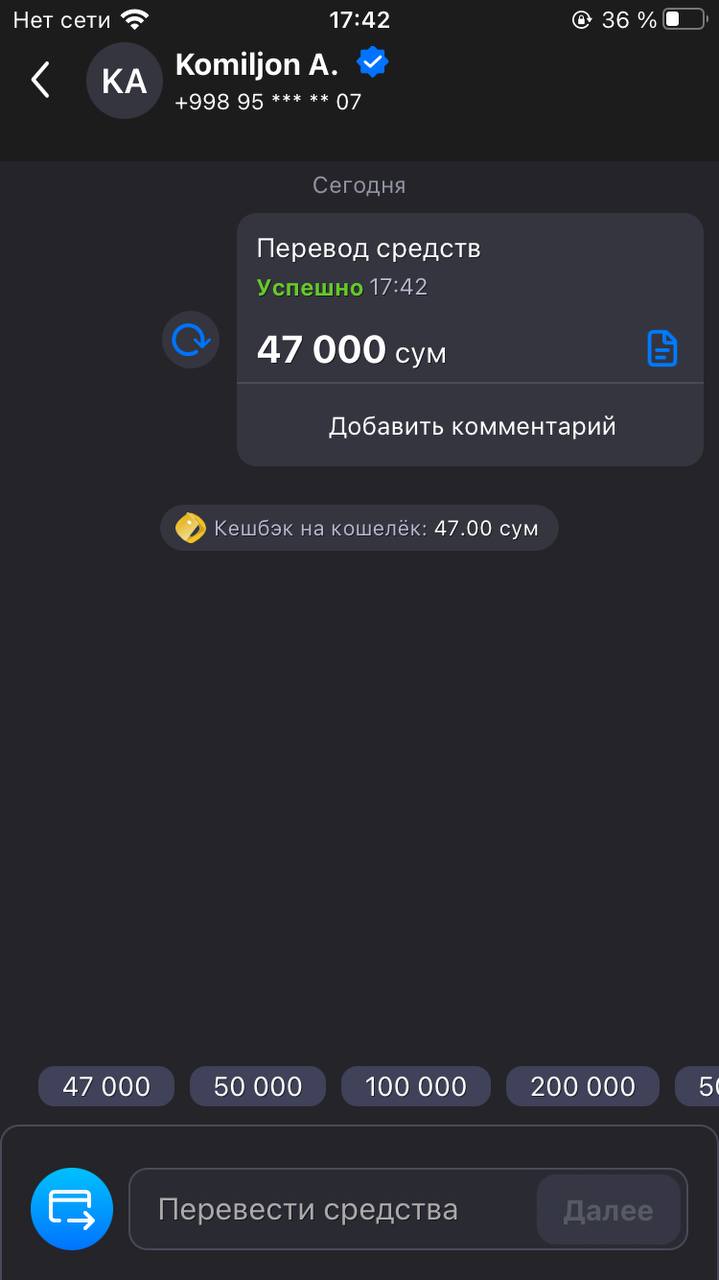 Нет сети 17:42 36 %
KA
Komiljon A.
+998 95 *** ** 07
Сегодня
Перевод средств
Успешно 17:42
47 000 сум
Добавить комментарий
Кешбэк на кошелёк: 47.00 сум
47 000 50 000 100 000 200 000
Перевести средства Далее